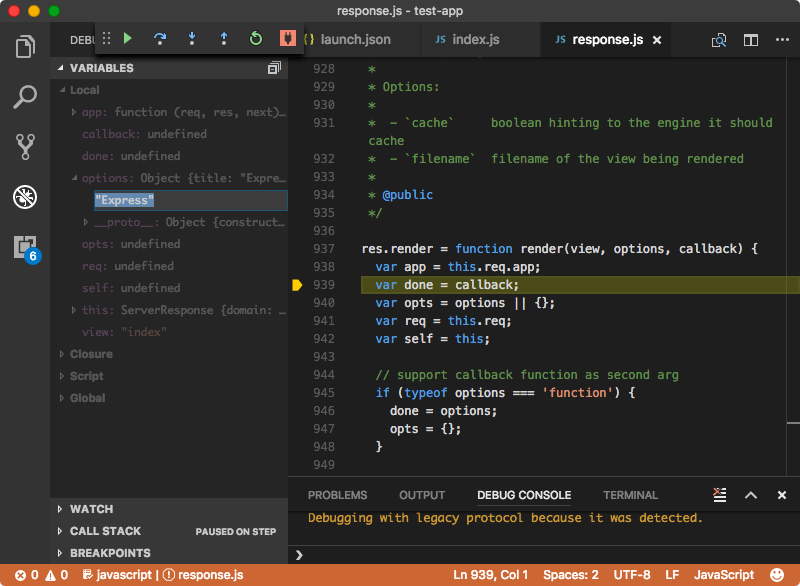 response.js - test-app
DEBU
launch.json
JS index.js
JS response.js
VARIABLES
Local
app: function (req, res, next)…
callback: undefined
done: undefined
options: Object {title: "Expre…
"Express"
__proto__: Object {construct…
opts: undefined
req: undefined
self: undefined
this: ServerResponse {domain: …
view: "index"
Closure
Script
Global
WATCH
CALL STACK PAUSED ON STEP
BREAKPOINTS
6
928 *
929 * Options:
930 *
931 *  - `cache`     boolean hinting to the engine it should
cache
932 *  - `filename`  filename of the view being rendered
933 *
934 * @public
935 */
936
937 res.render = function render(view, options, callback) {
938   var app = this.req.app;
939   var done = callback;
940   var opts = options || {};
941   var req = this.req;
942   var self = this;
943
944   // support callback function as second arg
945   if (typeof options === 'function') {
946     done = options;
947     opts = {};
948   }
949
PROBLEMS OUTPUT DEBUG CONSOLE TERMINAL
Debugging with legacy protocol because it was detected.
0 0 javascript | response.js Ln 939, Col 1 Spaces: 2 UTF-8 LF JavaScript